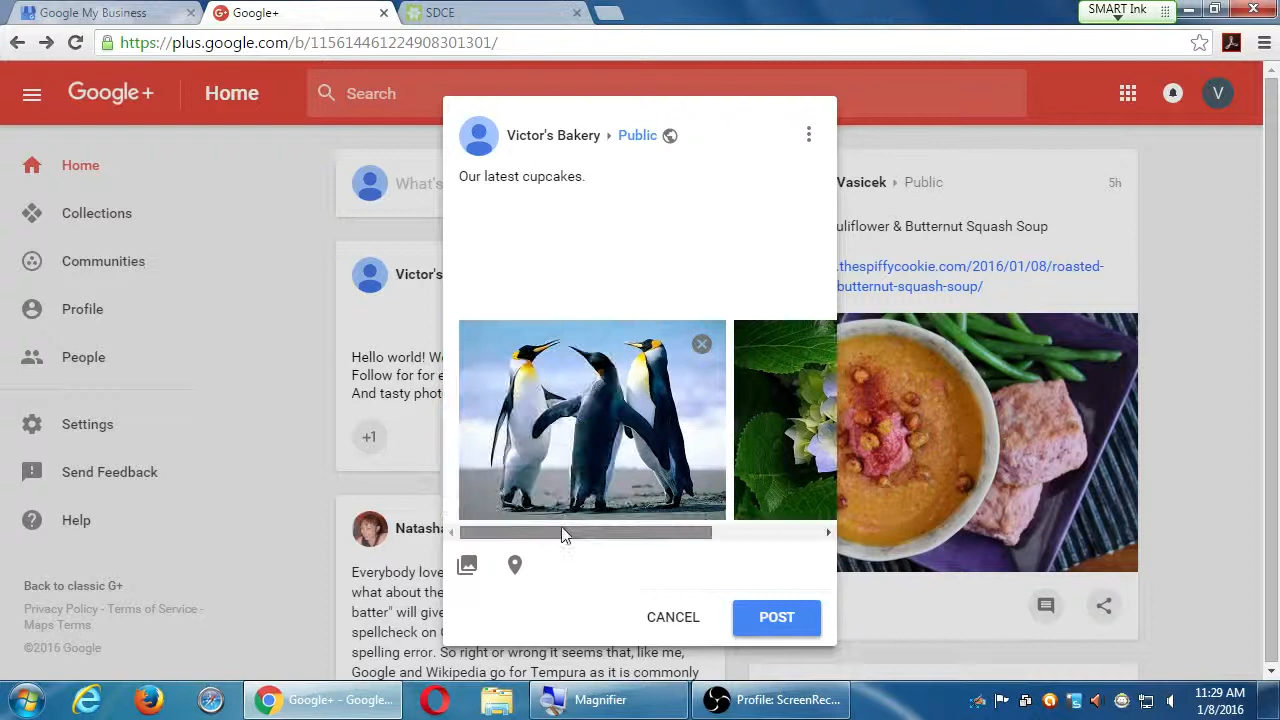 Google My Business
Google+
SDCE
SMART Ink
https://plus.google.com/b/115614461224908301301/
Google+
Home
Search
V
Home
Collections
Communities
Profile
People
Settings
Send Feedback
Help
Back to classic G+
Privacy Policy - Terms of Service -
Maps Terms
©2016 Google
What's
Victor's
Hello world! We
Follow for for e
And tasty phot
+1
Natasha
Everybody love
what about the
batter" will give
spellcheck on G
spelling error. So right or wrong it seems that, like me,
Google and Wikipedia go for Tempura as it is commonly
Victor's Bakery Public
Our latest cupcakes.
CANCEL
POST
Vasicek Public
5h
uliflower & Butternut Squash Soup
.thespiffycookie.com/2016/01/08/roasted-
butternut-squash-soup/
Google+ - Google...
Magnifier
Profile: ScreenRec...
11:29 AM
1/8/2016